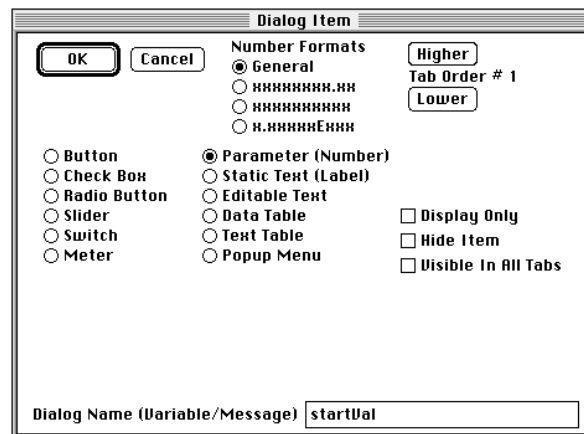 Dialog Item
OK
Cancel
Number Formats
General
xxxxxxxx.xx
xxxxxxxxxx
x.xxxxxExxx
Higher
Tab Order # 1
Lower
Button
Check Box
Radio Button
Slider
Switch
Meter
Parameter (Number)
Static Text (Label)
Editable Text
Data Table
Text Table
Popup Menu
Display Only
Hide Item
Visible In All Tabs
Dialog Name (Variable/Message) startVal